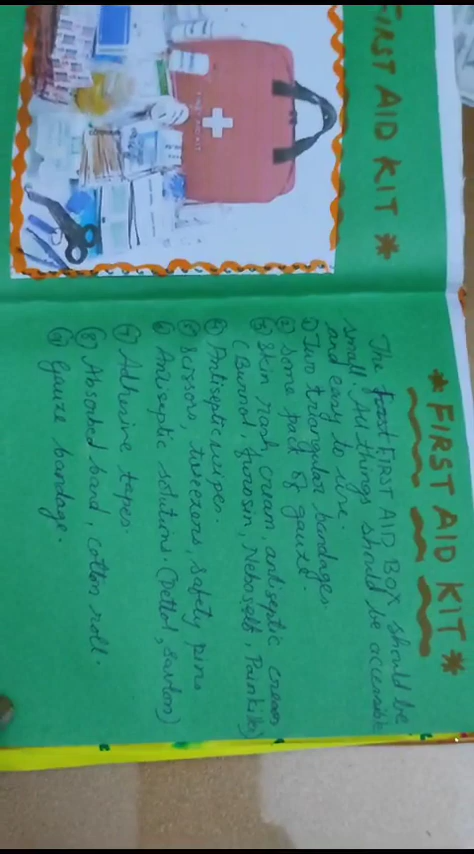 FIRST AID KIT *
* FIRST AID KIT *
The first FIRST AID BOX should be
small. All things should be accessible
and easy to use.
① Two triangular bandages.
② Some pack of gauze.
③ Skin rash cream, antiseptic cream
(Burnol, furosin, Nebosulb, Painkiller)
④ Antiseptic wipes.
⑤ Scissors, tweezers, safety pins
⑥ Antiseptic solutions (Dettol, Savlon)
⑦ Adhesive tapes.
⑧ Absorbed band, cotton roll.
⑨ Gauze bandage.